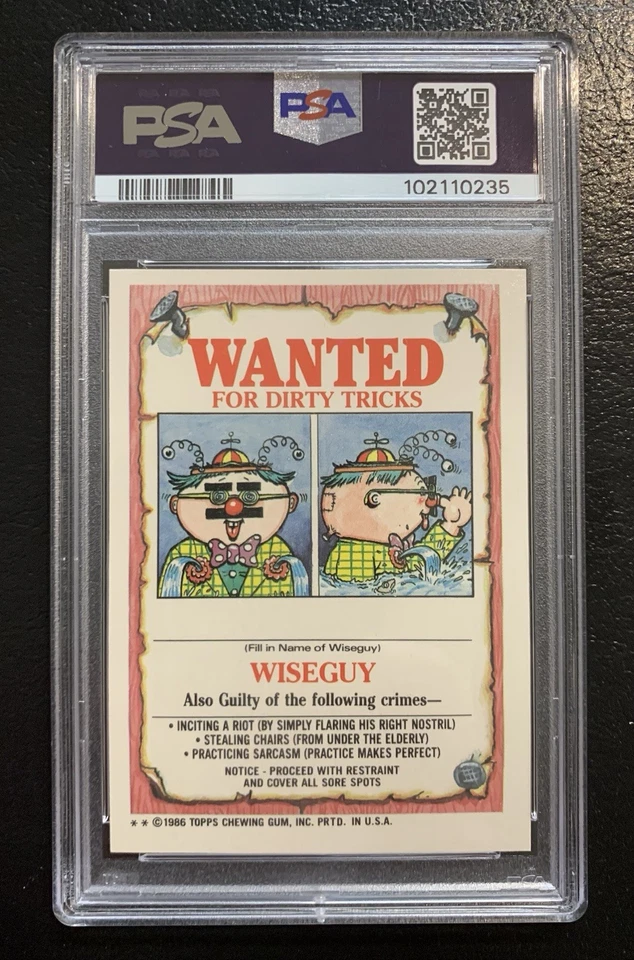 PSA
PSA
102110235
WANTED
FOR DIRTY TRICKS
(Fill in Name of Wiseguy)
WISEGUY
Also Guilty of the following crimes—
• INCITING A RIOT (BY SIMPLY FLARING HIS RIGHT NOSTRIL)
• STEALING CHAIRS (FROM UNDER THE ELDERLY)
• PRACTICING SARCASM (PRACTICE MAKES PERFECT)
NOTICE - PROCEED WITH RESTRAINT
AND COVER ALL SORE SPOTS
** ©1986 TOPPS CHEWING GUM, INC. PRTD. IN U.S.A.
PSA